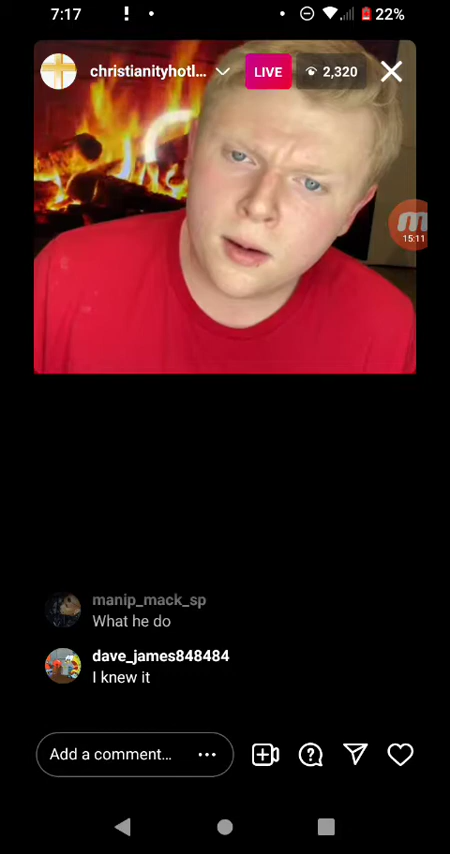 7:17
22%
christianityhotl...
LIVE
2,320
15:11
manip_mack_sp
What he do
dave_james848484
I knew it
Add a comment...